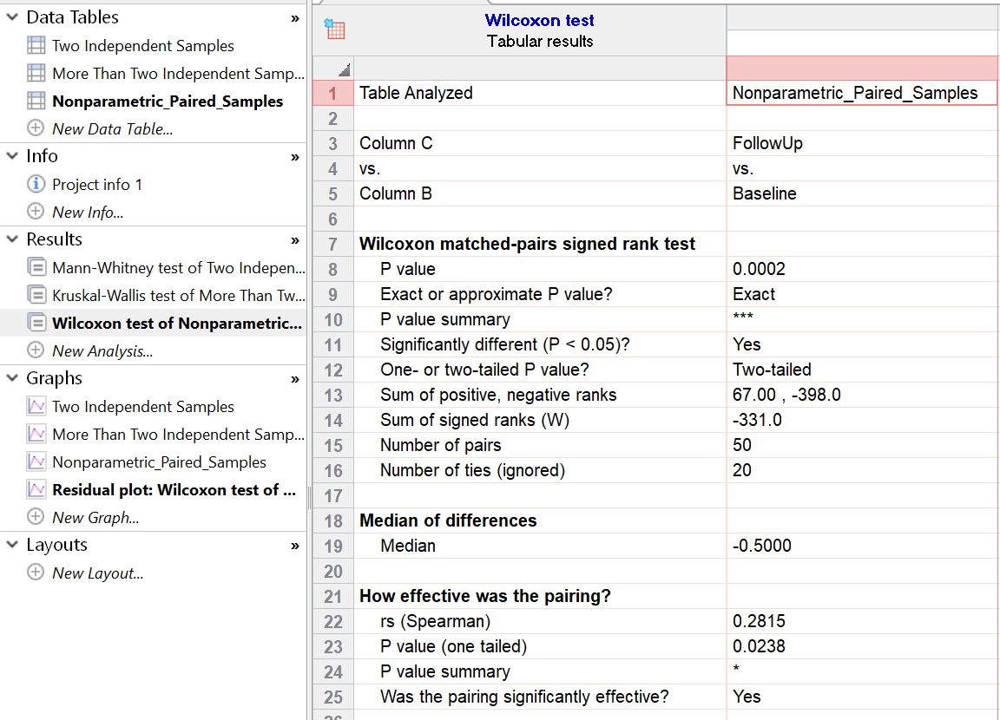 Data Tables »
Two Independent Samples
More Than Two Independent Samp...
Nonparametric_Paired_Samples
New Data Table...
Info »
Project info 1
New Info...
Results »
Mann-Whitney test of Two Indepen...
Kruskal-Wallis test of More Than Tw...
Wilcoxon test of Nonparametric...
New Analysis...
Graphs »
Two Independent Samples
More Than Two Independent Samp...
Nonparametric_Paired_Samples
Residual plot: Wilcoxon test of ...
New Graph...
Layouts »
New Layout...
Wilcoxon test
Tabular results
1 Table Analyzed Nonparametric_Paired_Samples
2
3 Column C FollowUp
4 vs. vs.
5 Column B Baseline
6
7 Wilcoxon matched-pairs signed rank test
8 P value 0.0002
9 Exact or approximate P value? Exact
10 P value summary ***
11 Significantly different (P < 0.05)? Yes
12 One- or two-tailed P value? Two-tailed
13 Sum of positive, negative ranks 67.00 , -398.0
14 Sum of signed ranks (W) -331.0
15 Number of pairs 50
16 Number of ties (ignored) 20
17
18 Median of differences
19 Median -0.5000
20
21 How effective was the pairing?
22 rs (Spearman) 0.2815
23 P value (one tailed) 0.0238
24 P value summary *
25 Was the pairing significantly effective? Yes
26